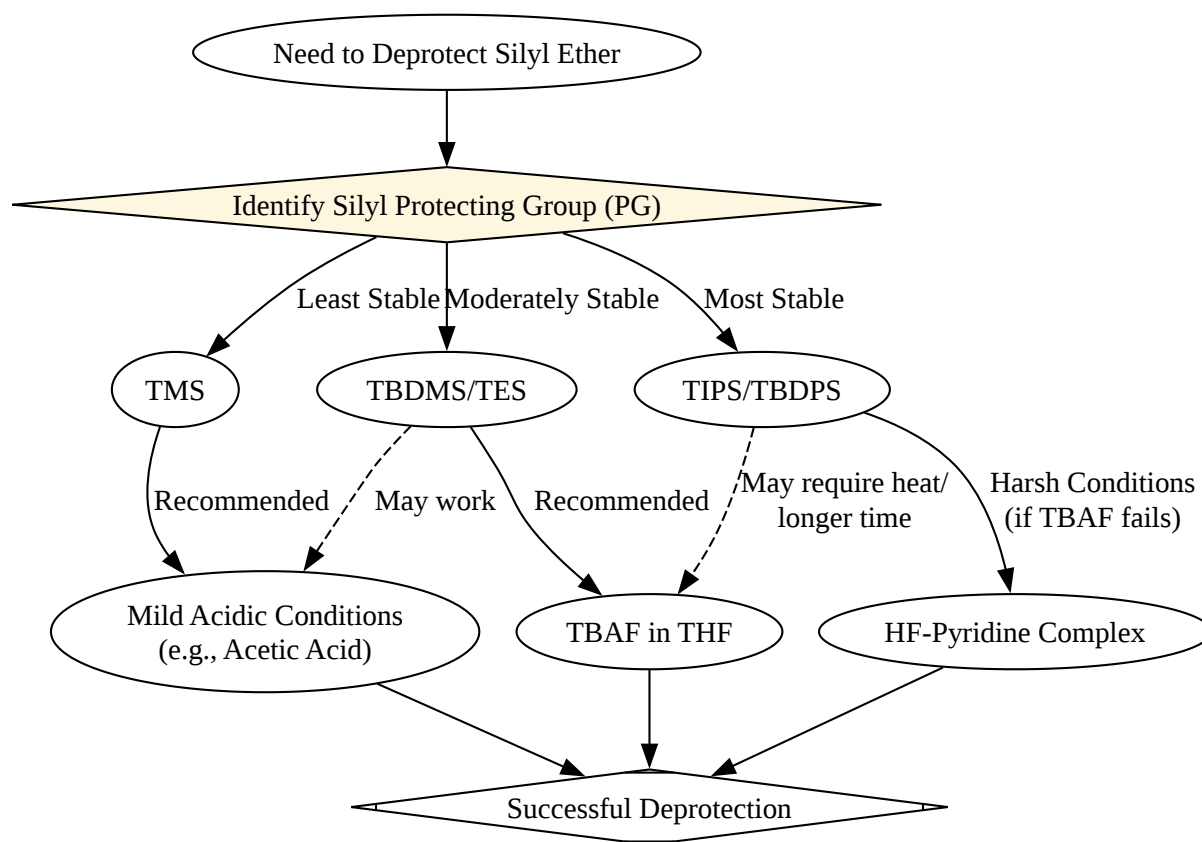 Need to Deprotect Silyl Ether
Identify Silyl Protecting Group (PG)
Least Stable
Moderately Stable
Most Stable
TMS
TBDMS/TES
TIPS/TBDPS
Recommended
May work
Recommended
May require heat/
longer time
Harsh Conditions
(if TBAF fails)
Mild Acidic Conditions
(e.g., Acetic Acid)
TBAF in THF
HF-Pyridine Complex
Successful Deprotection